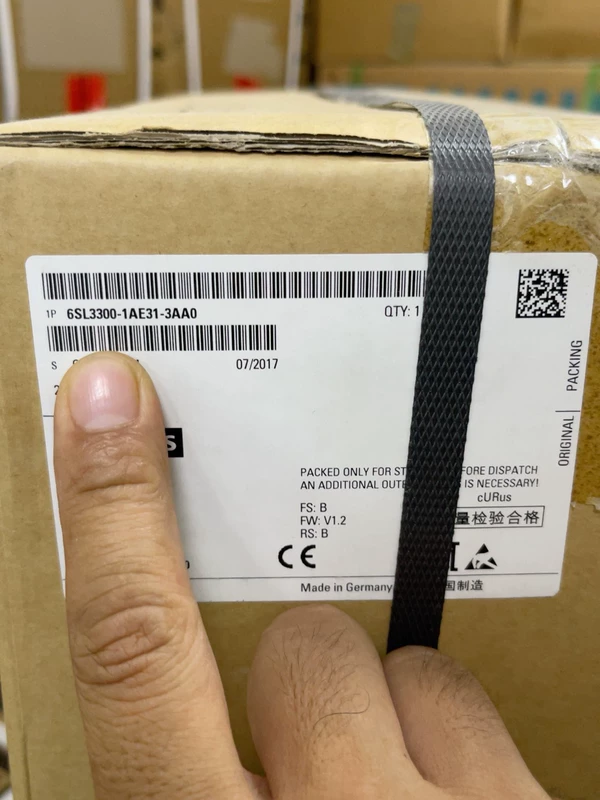 1P 6SL3300-1AE31-3AA0
QTY: 1
S
07/2017
2
S
PACKED ONLY FOR ST FORE DISPATCH
AN ADDITIONAL OUTE IS NECESSARY!
cURus
FS: B
FW: V1.2
RS: B
量检验合格
CE
Made in Germany
国制造
ORIGINAL PACKING